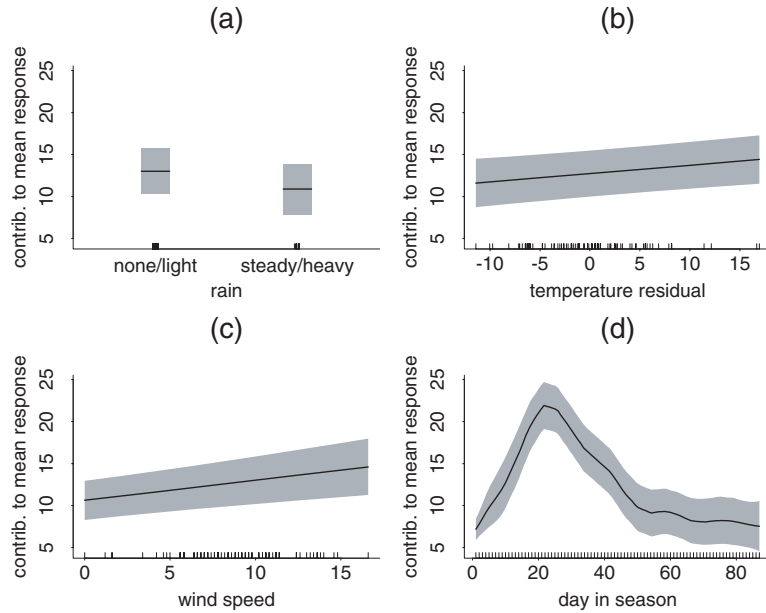 (a)
contrib. to mean response
25
20
15
10
5
none/light steady/heavy
rain
(b)
contrib. to mean response
25
20
15
10
5
-10 -5 0 5 10 15
temperature residual
(c)
contrib. to mean response
25
20
15
10
5
0 5 10 15
wind speed
(d)
contrib. to mean response
25
20
15
10
5
0 20 40 60 80
day in season